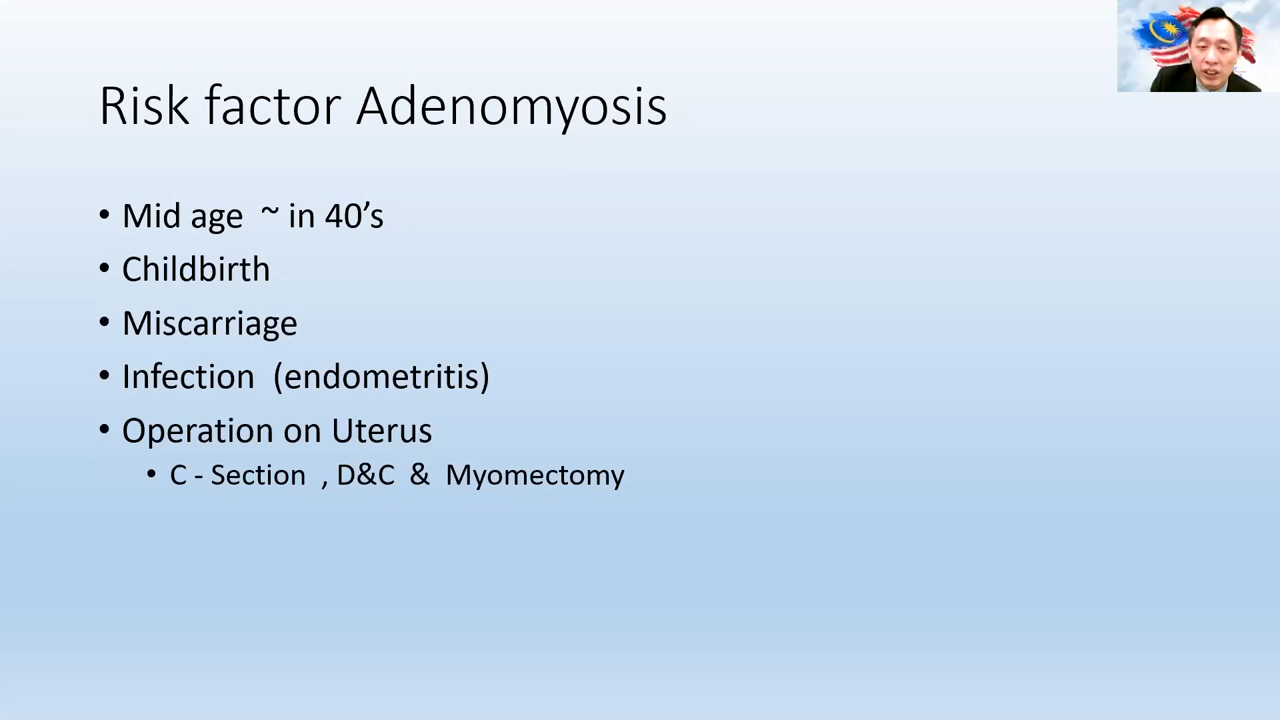 Risk factor Adenomyosis
• Mid age ~ in 40's
• Childbirth
• Miscarriage
• Infection (endometritis)
• Operation on Uterus
• C - Section , D&C & Myomectomy